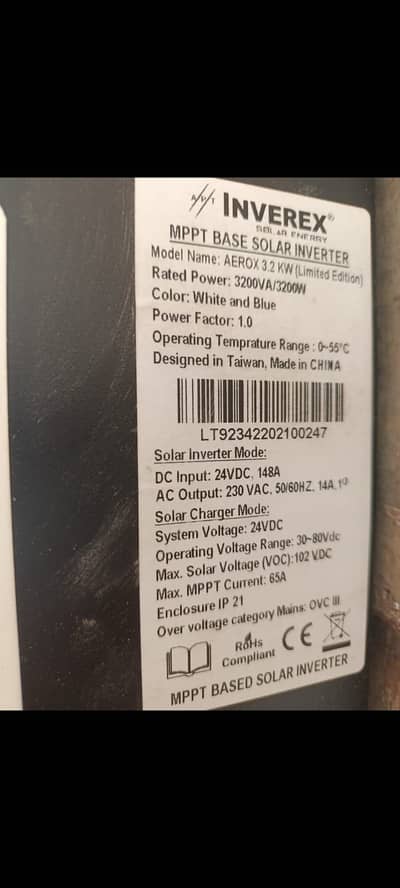 APT INVEREX®
SOLAR ENERGY
MPPT BASE SOLAR INVERTER
Model Name: AEROX 3.2 KW (Limited Edition)
Rated Power: 3200VA/3200W
Color: White and Blue
Power Factor: 1.0
Operating Temprature Range : 0~55°C
Designed in Taiwan, Made in CHINA
LT92342202100247
Solar Inverter Mode:
DC Input: 24VDC, 148A
AC Output: 230 VAC, 50/60HZ, 14A,
Solar Charger Mode:
System Voltage: 24VDC
Operating Voltage Range: 30~80Vdc
Max. Solar Voltage (VOC):102 VDC
Max. MPPT Current: 65A
Enclosure IP 21
Over voltage category Mains: OVC III
RoHs
Compliant
CE
MPPT BASED SOLAR INVERTER